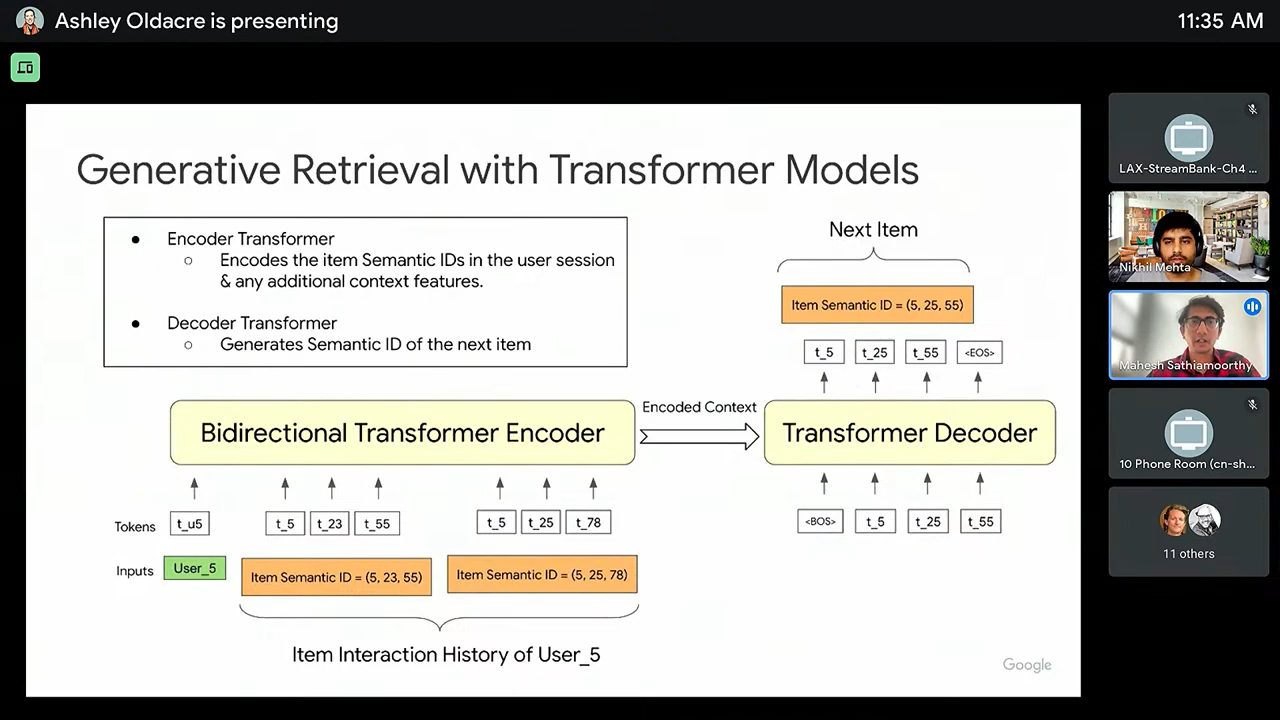 Ashley Oldacre is presenting
11:35 AM
Generative Retrieval with Transformer Models
● Encoder Transformer
○ Encodes the item Semantic IDs in the user session
& any additional context features.
● Decoder Transformer
○ Generates Semantic ID of the next item
Next Item
Item Semantic ID = (5, 25, 55)
t_5 t_25 t_55 <EOS>
Bidirectional Transformer Encoder
Encoded Context
Transformer Decoder
Tokens t_u5 t_5 t_23 t_55 t_5 t_25 t_78
<BOS> t_5 t_25 t_55
Inputs User_5 Item Semantic ID = (5, 23, 55) Item Semantic ID = (5, 25, 78)
Item Interaction History of User_5
Google
LAX-StreamBank-Ch4 ...
Nikhil Mehta
Mahesh Sathiamoorthy
10 Phone Room (cn-sh...
11 others